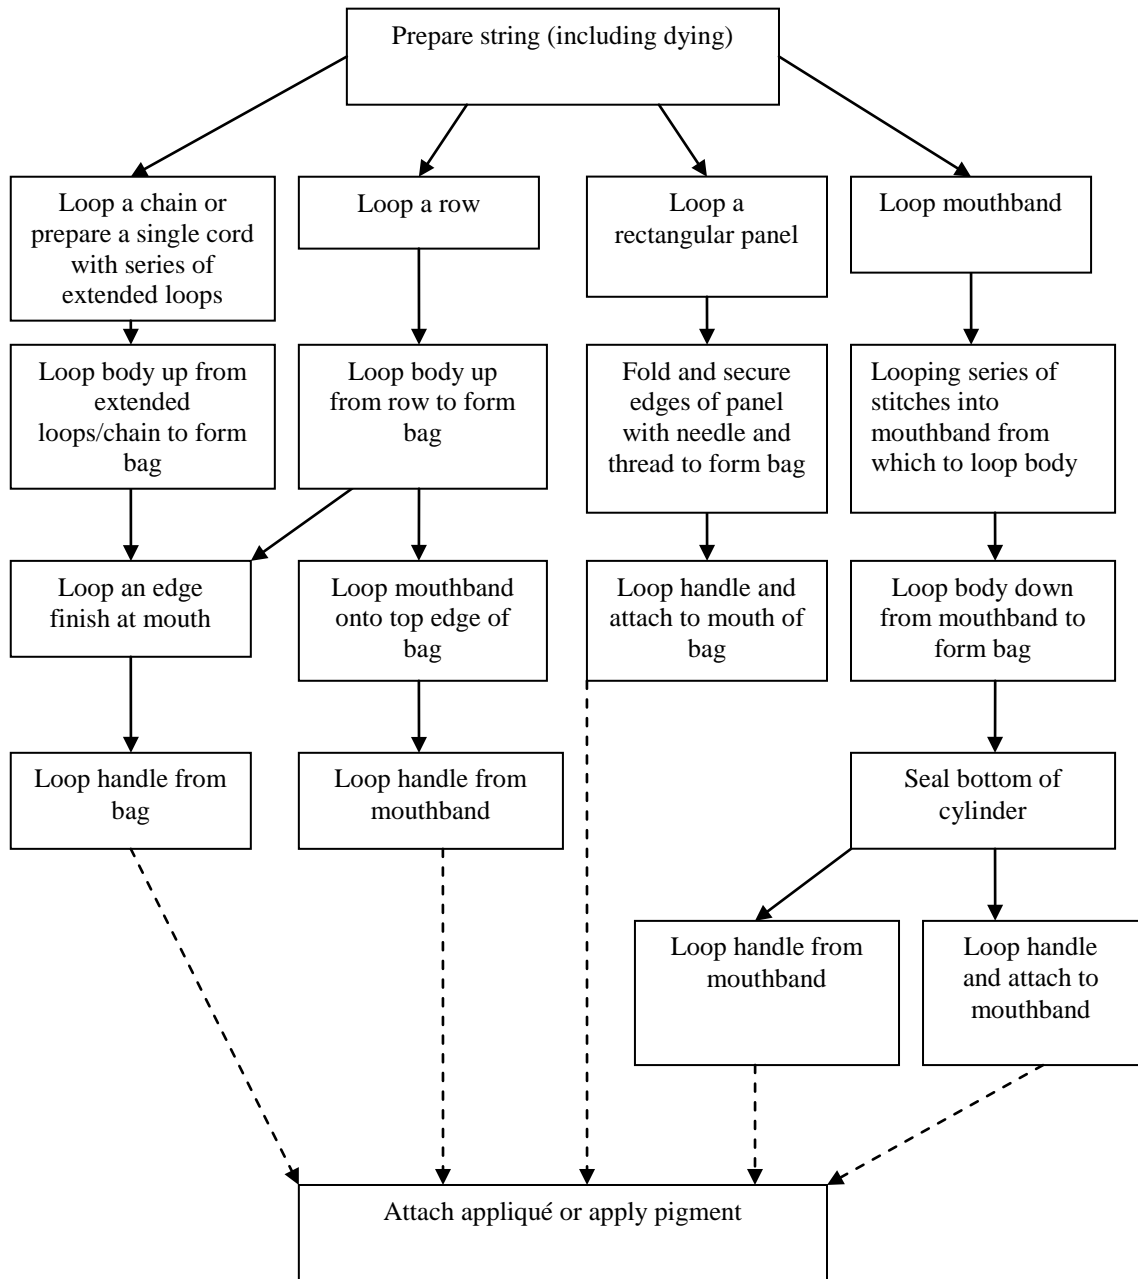 Prepare string (including dying)
Loop a chain or
prepare a single cord
with series of
extended loops
Loop a row
Loop a
rectangular panel
Loop mouthband
Loop body up from
extended
loops/chain to form
bag
Loop body up
from row to form
bag
Fold and secure
edges of panel
with needle and
thread to form bag
Looping series of
stitches into
mouthband from
which to loop body
Loop an edge
finish at mouth
Loop mouthband
onto top edge of
bag
Loop handle and
attach to mouth of
bag
Loop body down
from mouthband to
form bag
Loop handle from
bag
Loop handle from
mouthband
Seal bottom of
cylinder
Loop handle from
mouthband
Loop handle
and attach to
mouthband
Attach appliqué or apply pigment